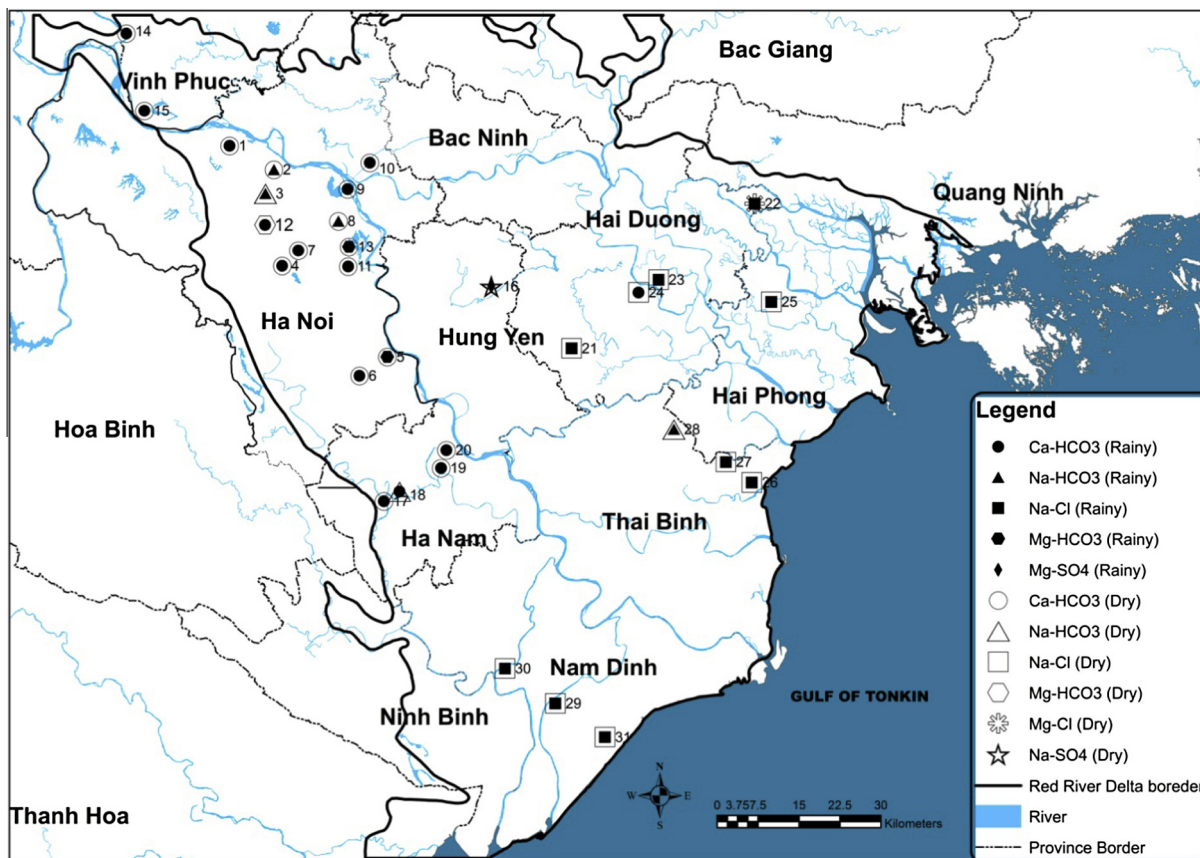 14
Bac Giang
Vinh Phuc
15
Bac Ninh
1
10
2
9
3
Quang Ninh
22
Hai Duong
12
8
13
7
4
11
23
16
24
25
Ha Noi
Hung Yen
21
5
6
Hai Phong
Hoa Binh
28
20
27
19
26
18
17
Thai Binh
Ha Nam
30
Nam Dinh
29
Ninh Binh
31
GULF OF TONKIN
Thanh Hoa
N
W E
S
0 3.75 7.5 15 22.5 30
Kilometers
Legend
Ca-HCO3 (Rainy)
Na-HCO3 (Rainy)
Na-Cl (Rainy)
Mg-HCO3 (Rainy)
Mg-SO4 (Rainy)
Ca-HCO3 (Dry)
Na-HCO3 (Dry)
Na-Cl (Dry)
Mg-HCO3 (Dry)
Mg-Cl (Dry)
Na-SO4 (Dry)
Red River Delta boreder
River
Province Border